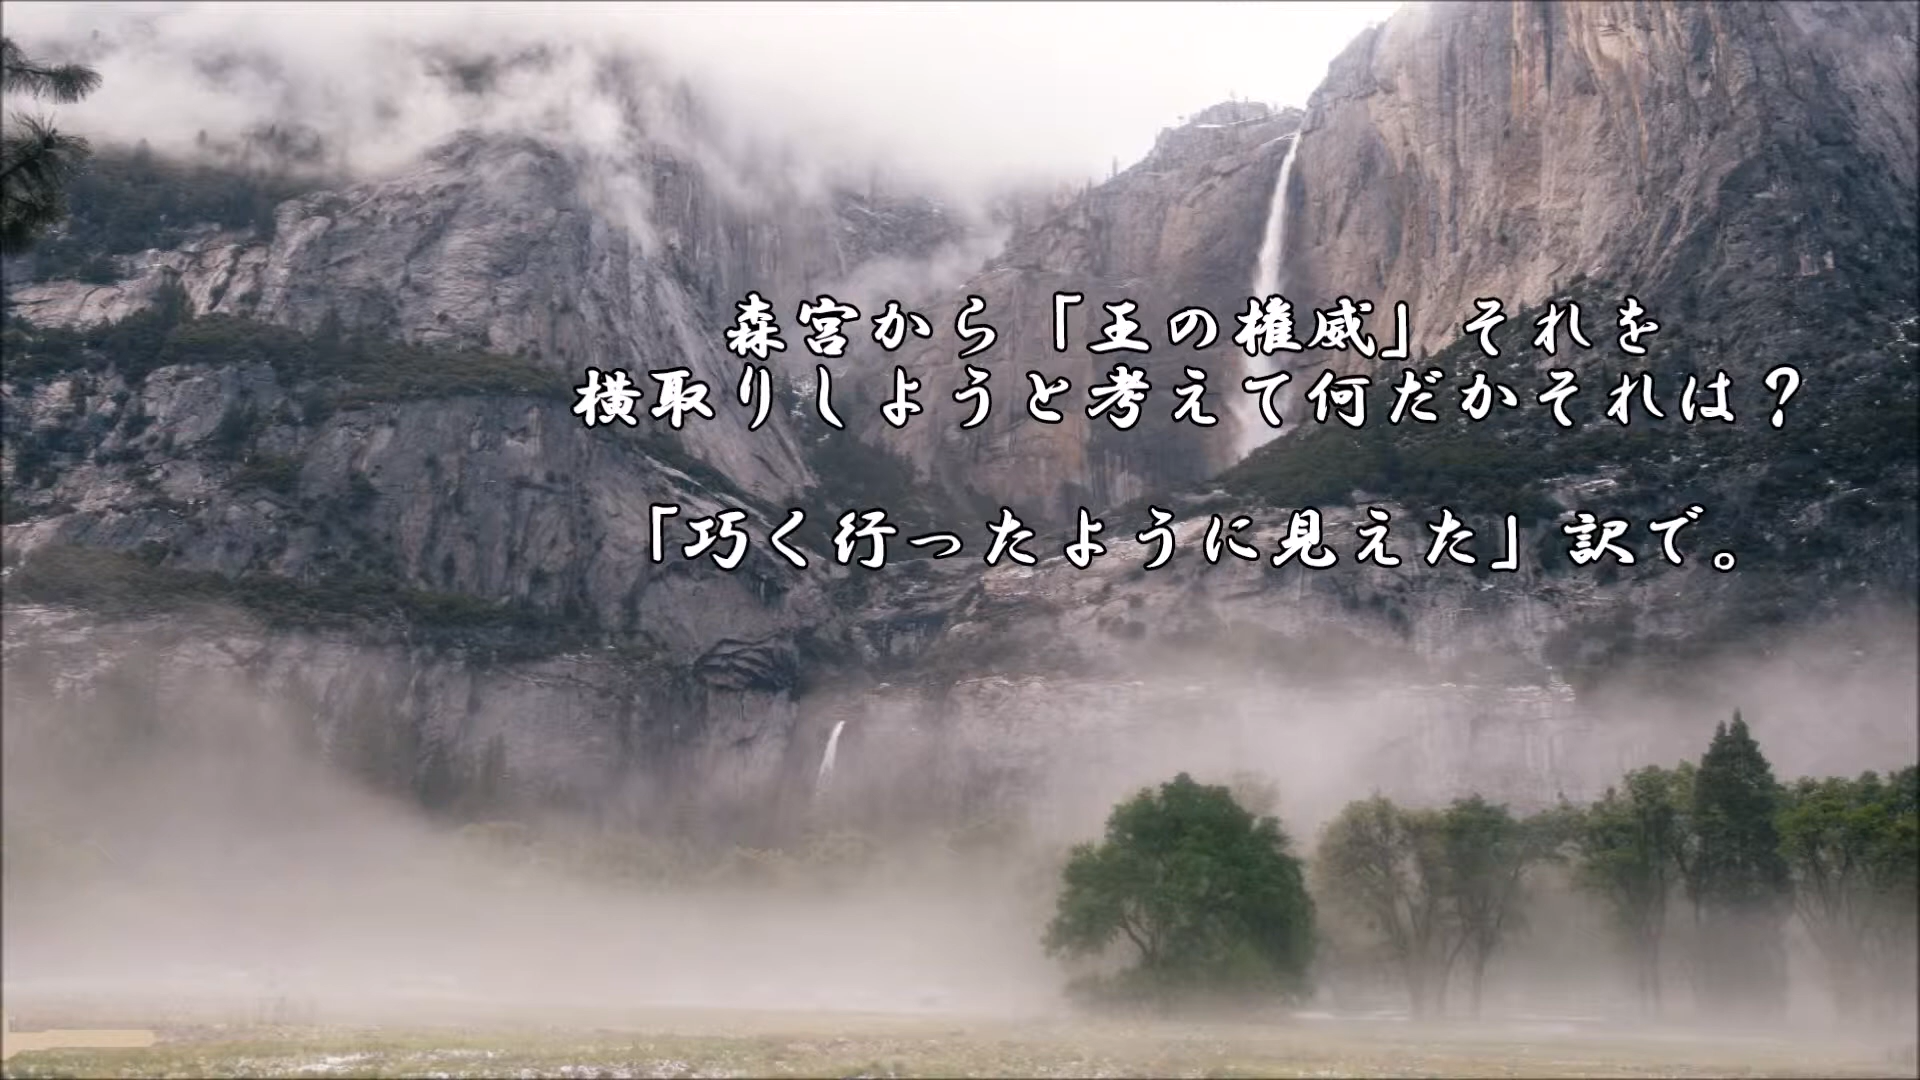 森宮から「王の権威」それを
横取りしようと考えて何だかそれは？
「巧く行ったように見えた」訳で。